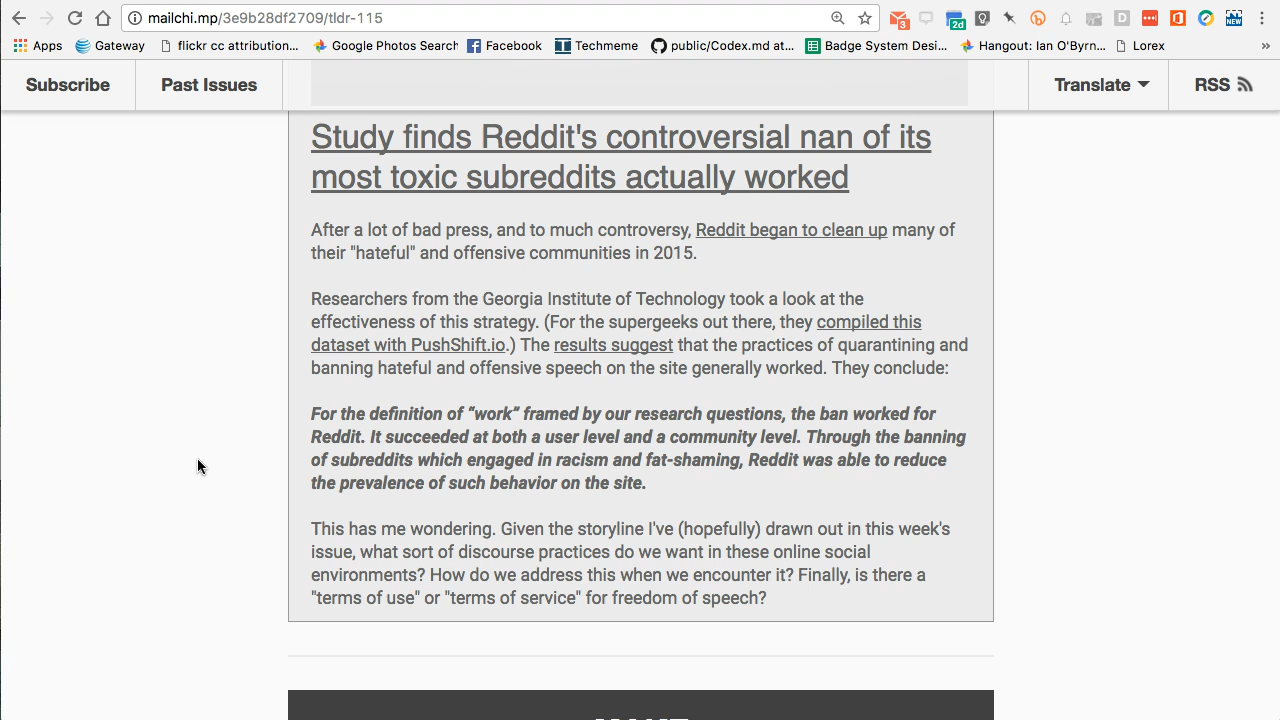 mailchi.mp/3e9b28df2709/tldr-115
3
2d
NEW
Apps
Gateway
flickr cc attribution...
Google Photos Search
Facebook
Techmeme
public/Codex.md at...
Badge System Desi...
Hangout: Ian O'Byrn...
Lorex
»
Subscribe
Past Issues
Translate
RSS
Study finds Reddit's controversial nan of its
most toxic subreddits actually worked
After a lot of bad press, and to much controversy, Reddit began to clean up many of
their "hateful" and offensive communities in 2015.
Researchers from the Georgia Institute of Technology took a look at the
effectiveness of this strategy. (For the supergeeks out there, they compiled this
dataset with PushShift.io.) The results suggest that the practices of quarantining and
banning hateful and offensive speech on the site generally worked. They conclude:
For the definition of “work” framed by our research questions, the ban worked for
Reddit. It succeeded at both a user level and a community level. Through the banning
of subreddits which engaged in racism and fat-shaming, Reddit was able to reduce
the prevalence of such behavior on the site.
This has me wondering. Given the storyline I've (hopefully) drawn out in this week's
issue, what sort of discourse practices do we want in these online social
environments? How do we address this when we encounter it? Finally, is there a
"terms of use" or "terms of service" for freedom of speech?